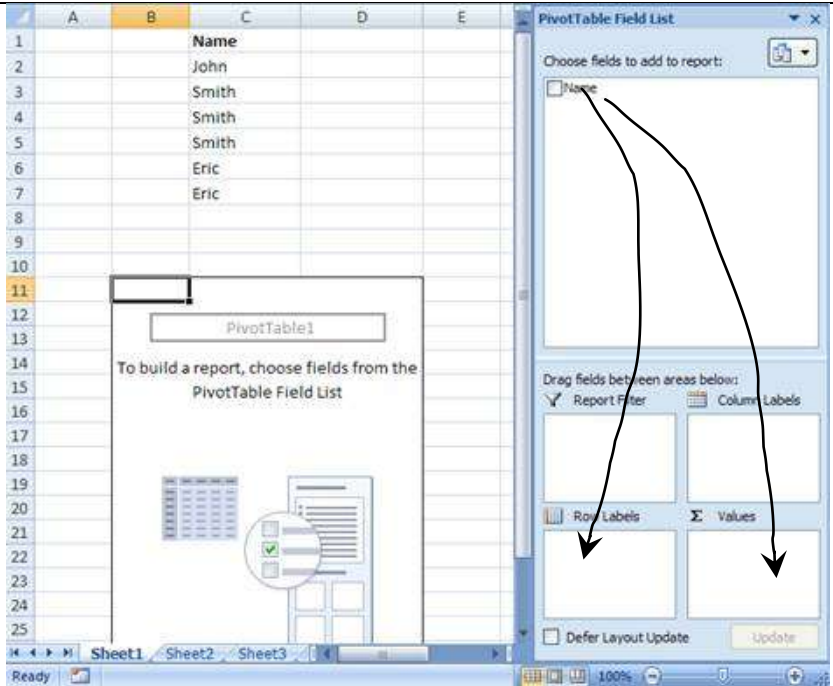 A B C D E
1 Name
2 John
3 Smith
4 Smith
5 Smith
6 Eric
7 Eric
8
9
10
11
12
13
14
15
16
17
18
19
20
21
22
23
24
25
PivotTable1
To build a report, choose fields from the
PivotTable Field List
Sheet1 Sheet2 Sheet3
Ready 100%
PivotTable Field List
Choose fields to add to report:
Name
Drag fields between areas below:
Report Filter Column Labels
Row Labels Σ Values
Defer Layout Update Update